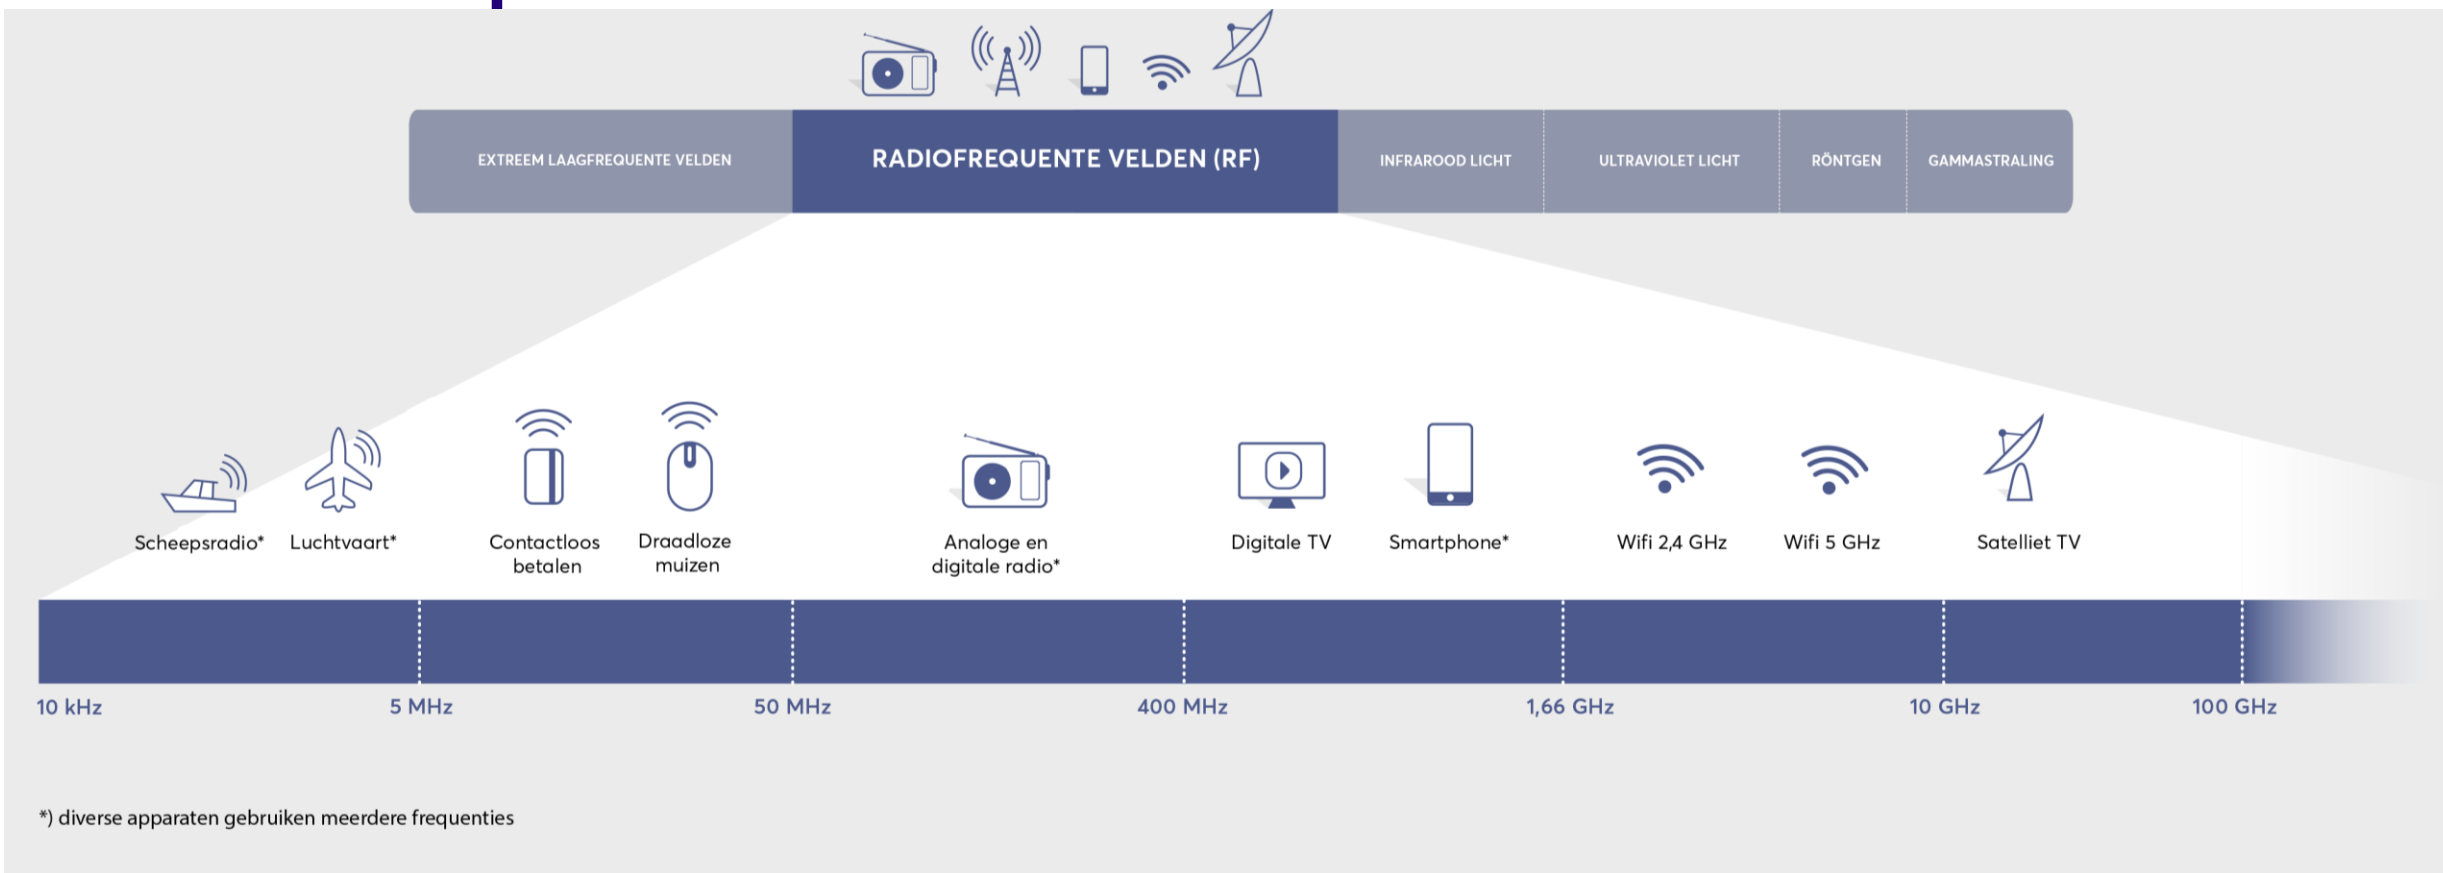 EXTREEM LAAGFREQUENTE VELDEN
RADIOFREQUENTE VELDEN (RF)
INFRAROOD LICHT
ULTRAVIOLET LICHT
RÖNTGEN
GAMMASTRALING
Scheepsradio*
Luchtvaart*
Contactloos
betalen
Draadloze
muizen
Analoge en
digitale radio*
Digitale TV
Smartphone*
Wifi 2,4 GHz
Wifi 5 GHz
Satelliet TV
10 kHz
5 MHz
50 MHz
400 MHz
1,66 GHz
10 GHz
100 GHz
*) diverse apparaten gebruiken meerdere frequenties